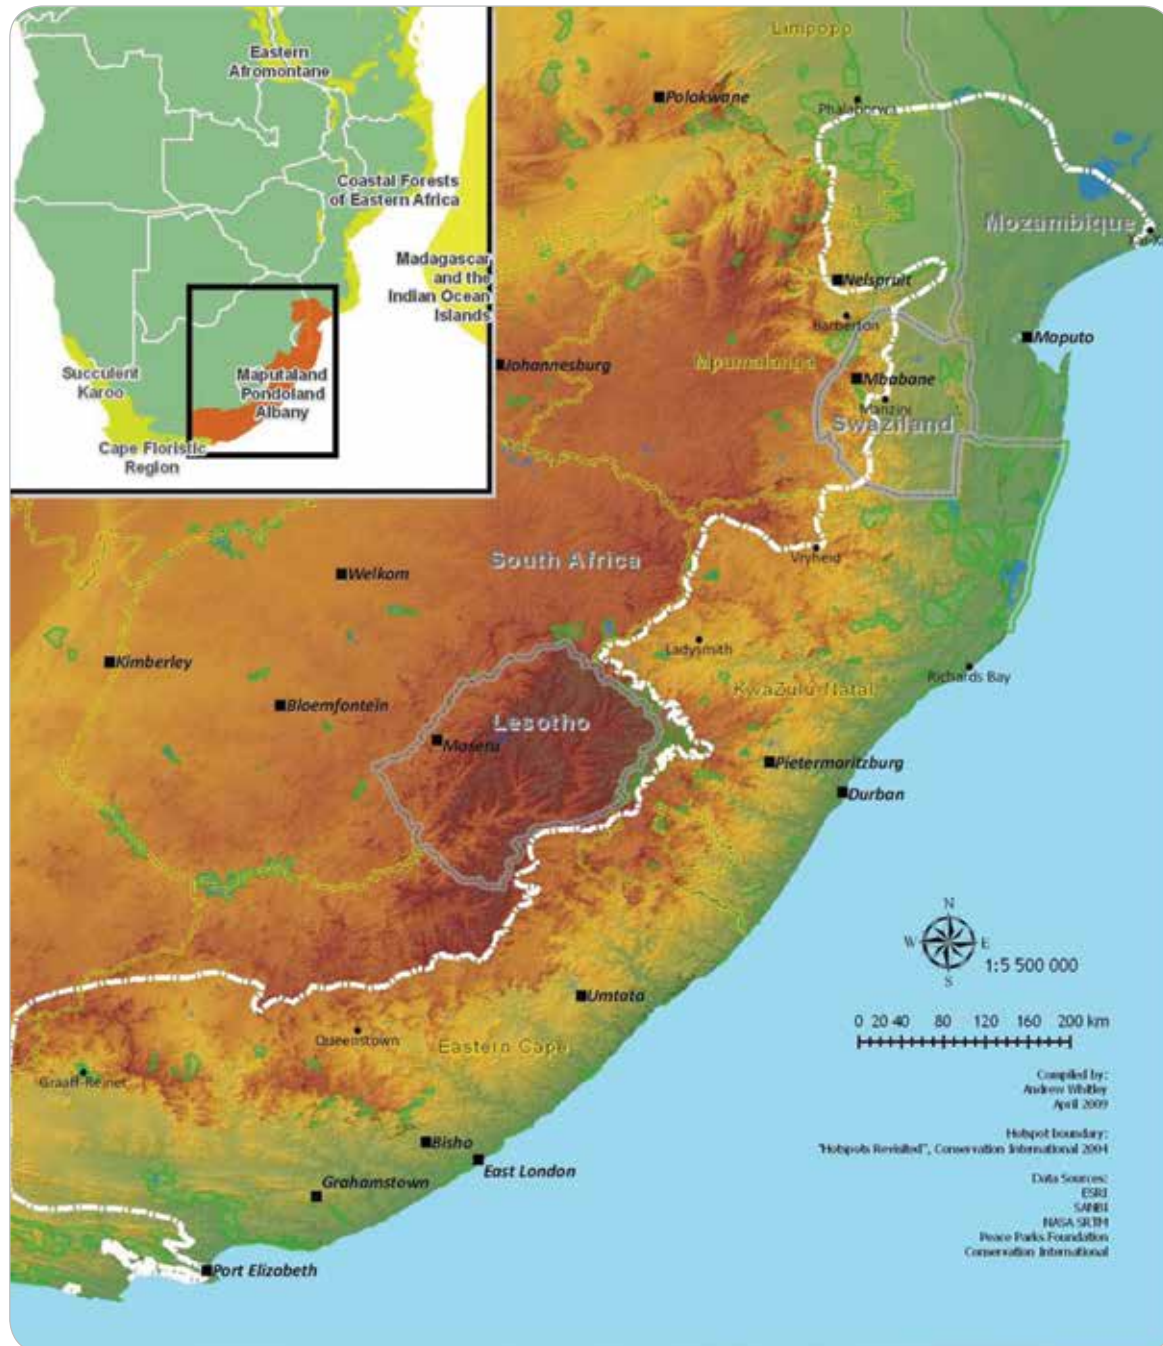 Eastern
Afromontane
Coastal Forests
of Eastern Africa
Madagascar
and the
Indian Ocean
Islands
Succulent
Karoo
Maputaland
Pondoland
Albany
Cape Floristic
Region
Limpopo
Polokwane
Phalaborwa
Mozambique
Nelspruit
Barberton
Maputo
Johannesburg
Mpumalanga
Mbabane
Manzini
Swaziland
South Africa
Vryheid
Welkom
Ladysmith
Kimberley
Richards Bay
KwaZulu-Natal
Bloemfontein
Lesotho
Maseru
Pietermaritzburg
Durban
N
W
E
S
1:5 500 000
Umtata
0 20 40 80 120 160 200 km
Queenstown
Eastern Cape
Graaff-Reinet
Compiled by:
Andrew Whitley
April 2009
Bisho
Hotspot boundary:
"Hotspots Revisited", Conservation International 2004
East London
Grahamstown
Data Sources:
ESRI
SANBI
NASA SRTM
Peace Parks Foundation
Conservation International
Port Elizabeth